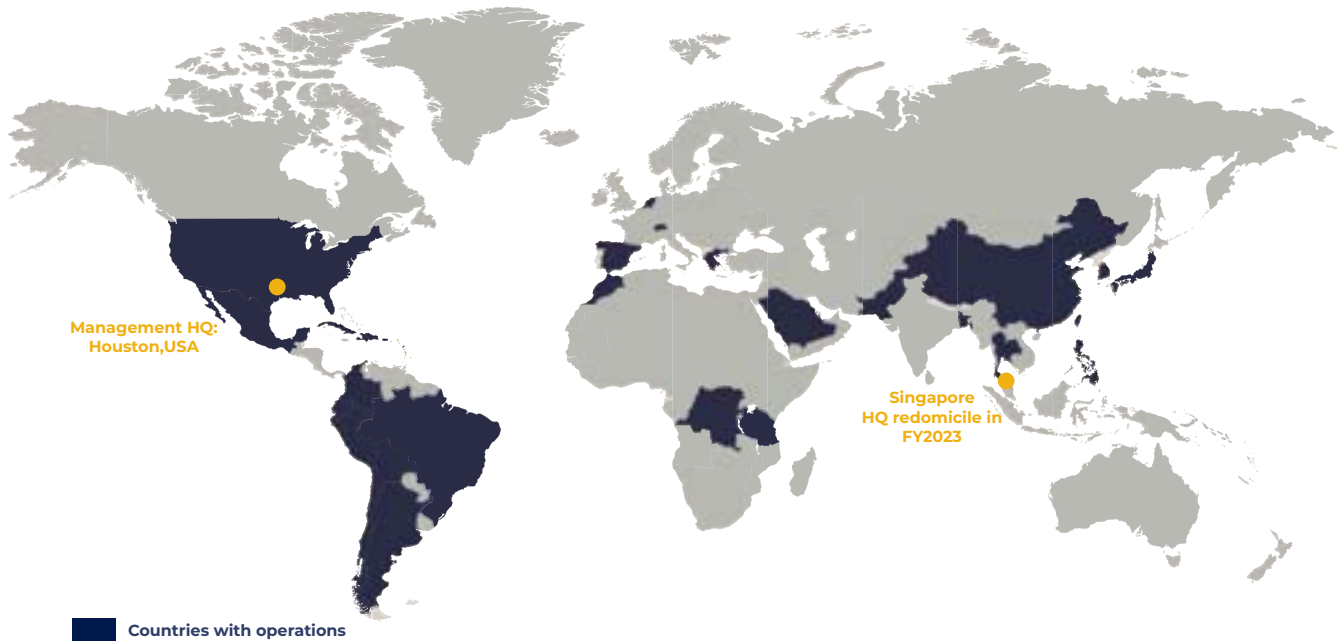 Management HQ:
Houston,USA
Singapore
HQ redomicile in
FY2023
Countries with operations